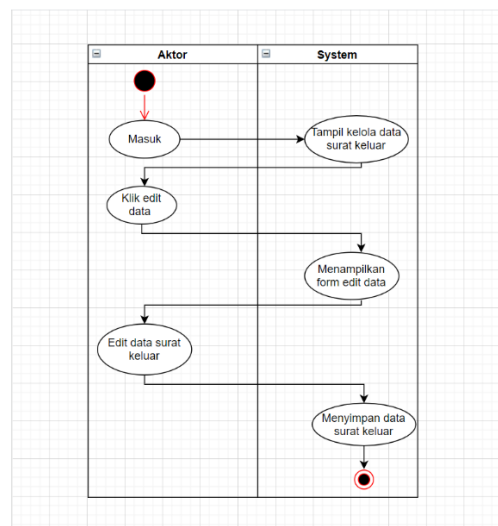 Aktor
System
Masuk
Tampil kelola data
surat keluar
Klik edit
data
Menampilkan
form edit data
Edit data surat
keluar
Menyimpan data
surat keluar